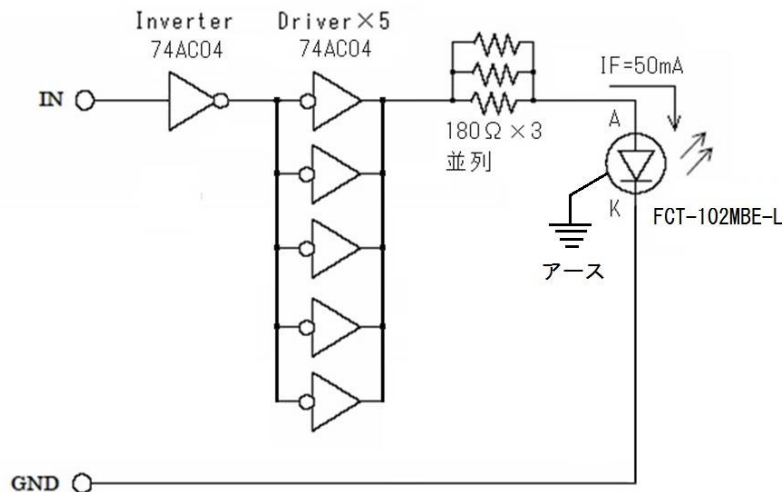 Inverter
74AC04
Driver×5
74AC04
IN
IF=50mA
180Ω×3
並列
A
K
FCT-102MBE-L
アース
GND